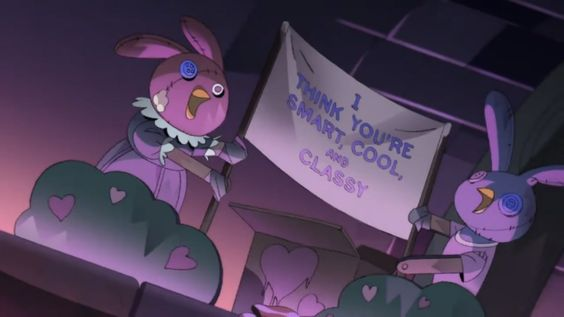 I
THINK YOU'RE
SMART, COOL,
AND
CLASSY